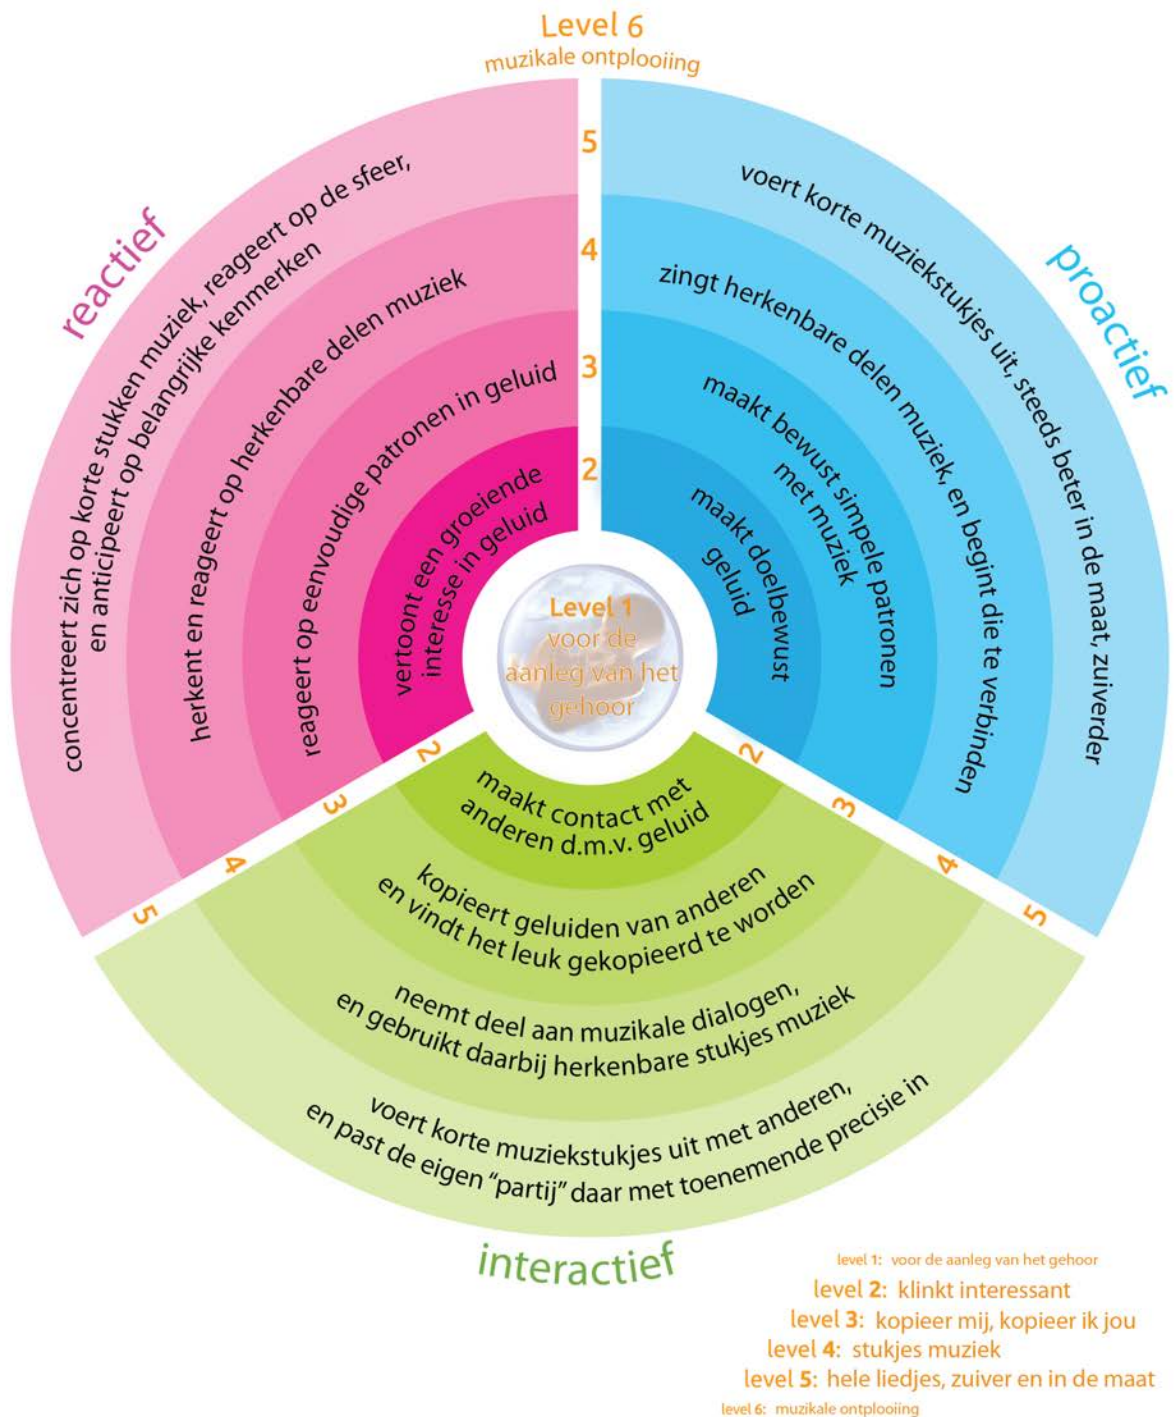 Level 6
muzikale ontplooiing
reactief
5
4
3
2
concentreert zich op korte stukken muziek, reageert op de sfeer,
en anticipeert op belangrijke kenmerken
herkent en reageert op herkenbare delen muziek
reageert op eenvoudige patronen in geluid
vertoont een groeiende
interesse in geluid
proactief
voert korte muziekstukjes uit, steeds beter in de maat, zuiverder
zingt herkenbare delen muziek, en begint die te verbinden
maakt bewust simpele patronen
met muziek
maakt doelbewust
geluid
Level 1
voor de
aanleg van het
gehoor
2
3
4
5
2
3
4
5
maakt contact met
anderen d.m.v. geluid
kopieert geluiden van anderen
en vindt het leuk gekopieerd te worden
neemt deel aan muzikale dialogen,
en gebruikt daarbij herkenbare stukjes muziek
voert korte muziekstukjes uit met anderen,
en past de eigen “partij” daar met toenemende precisie in
interactief
level 1: voor de aanleg van het gehoor
level 2: klinkt interessant
level 3: kopieer mij, kopieer ik jou
level 4: stukjes muziek
level 5: hele liedjes, zuiver en in de maat
level 6: muzikale ontplooiing